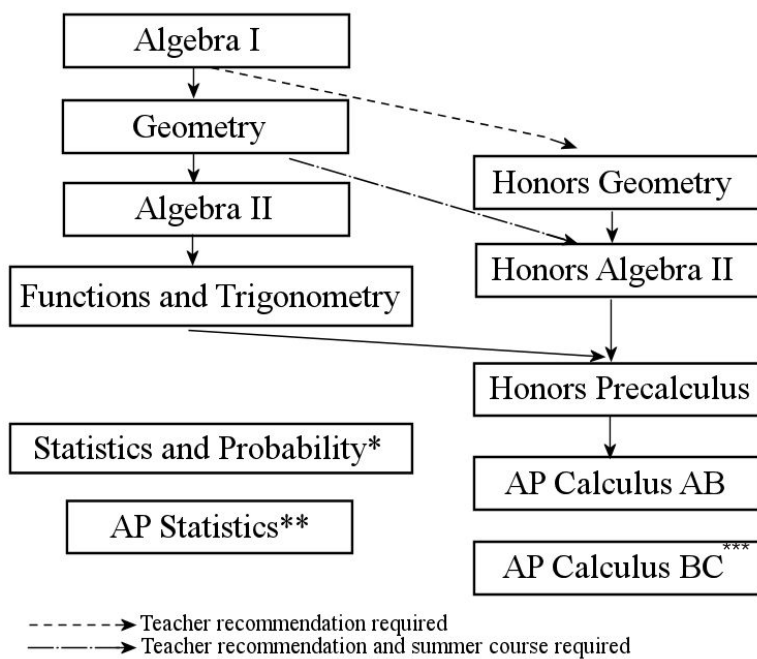 Algebra I
Geometry
Algebra II
Functions and Trigonometry
Statistics and Probability*
AP Statistics**
Honors Geometry
Honors Algebra II
Honors Precalculus
AP Calculus AB
AP Calculus BC***
Teacher recommendation required
Teacher recommendation and summer course required